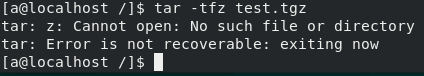 [a@localhost /]$ tar -tfz test.tgz
tar: z: Cannot open: No such file or directory
tar: Error is not recoverable: exiting now
[a@localhost /]$